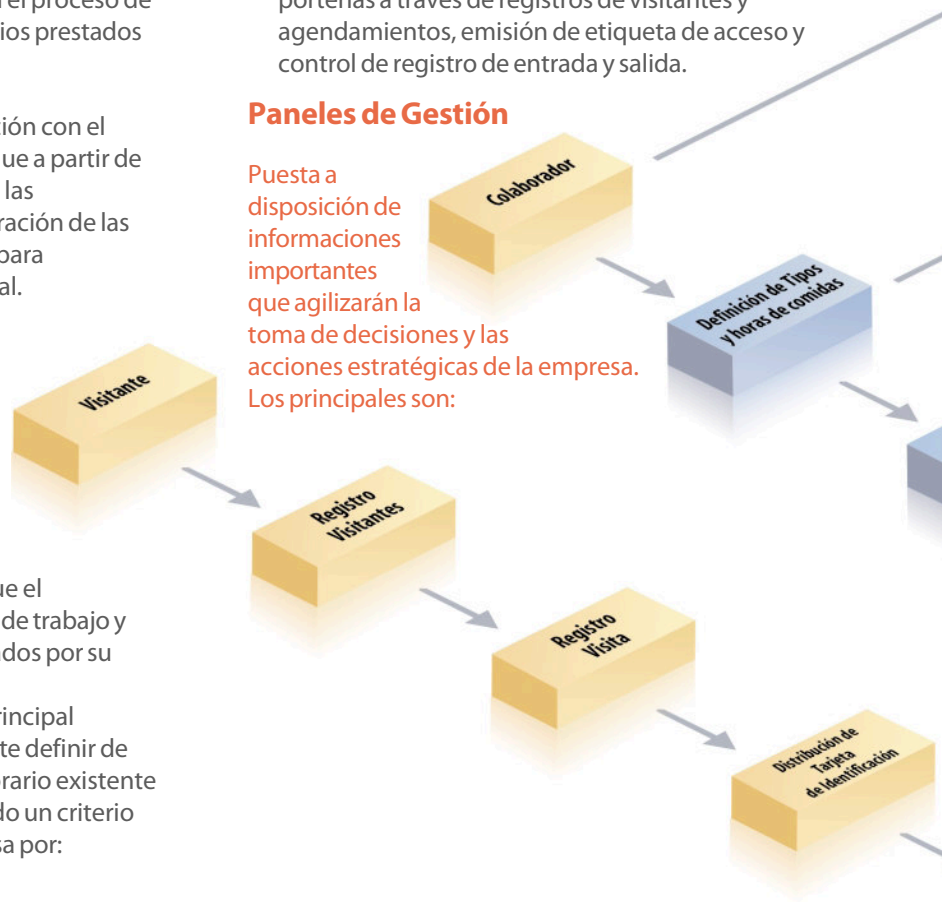 el proceso de
ios prestados
ción con el
ue a partir de
las
ración de las
para
al.
ue el
de trabajo y
ados por su
rincipal
te definir de
orario existente
do un criterio
sa por:
porterías a través de registros de visitantes y
agendamientos, emisión de etiqueta de acceso y
control de registro de entrada y salida.
Paneles de Gestión
Puesta a
disposición de
informaciones
importantes
que agilizarán la
toma de decisiones y las
acciones estratégicas de la empresa.
Los principales son:
Colaborador
Definición de Tipos
y horas de comidas
Visitante
Registro
Visitantes
Registro
Visita
Distribución de
Tarjeta
de Identificación